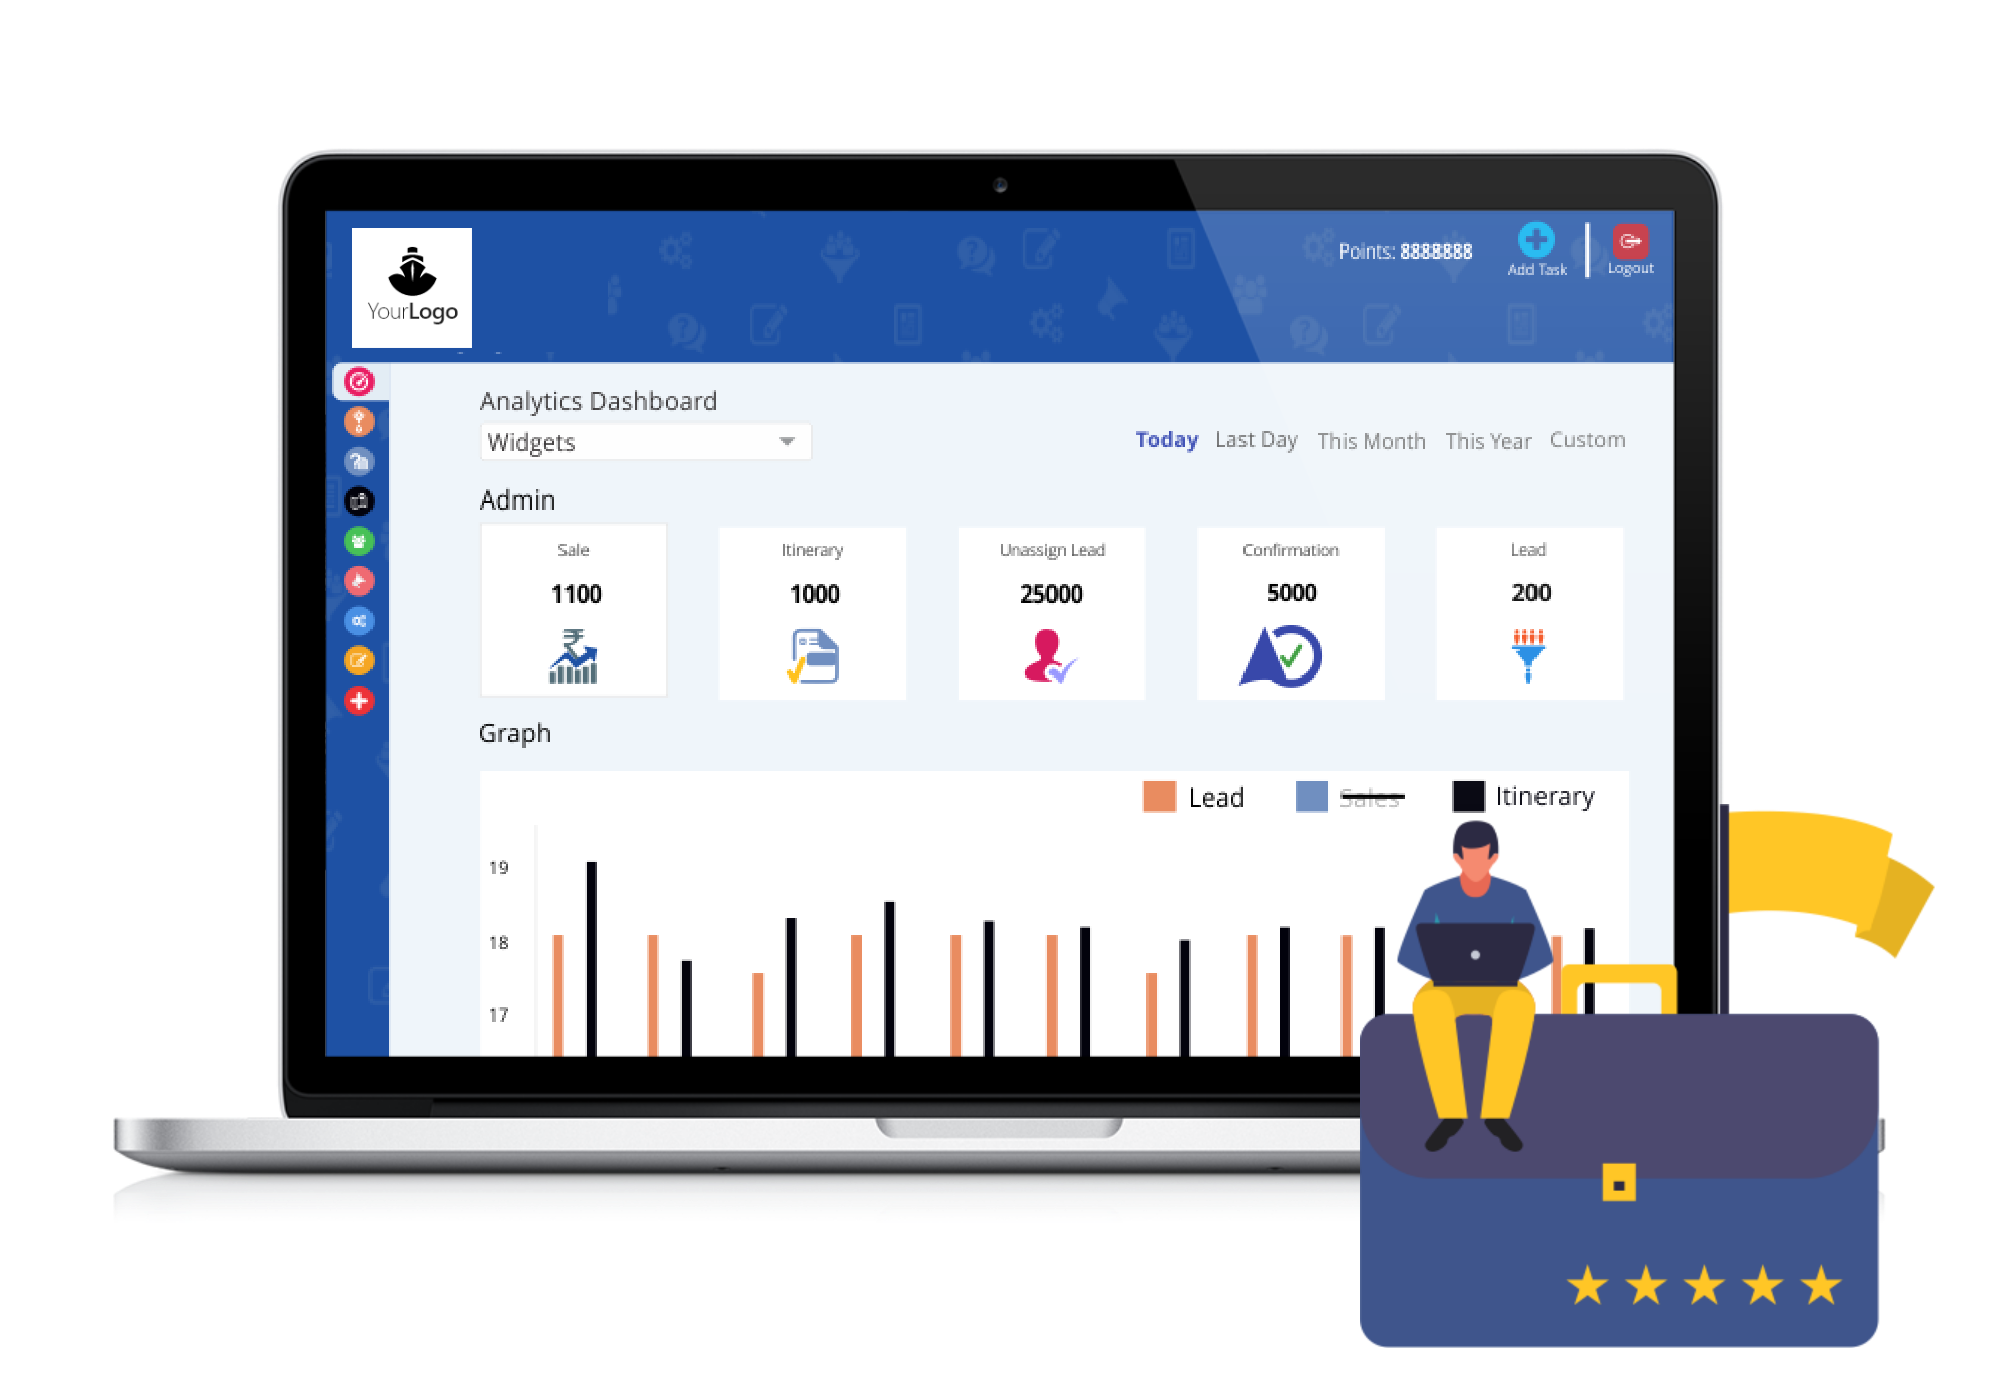 YourLogo
Points: 8888888
Add Task
Logout
Analytics Dashboard
Widgets
Today Last Day This Month This Year Custom
Admin
Sale
1100
Itinerary
1000
Unassign Lead
25000
Confirmation
5000
Lead
200
Graph
Lead
Sales
Itinerary
19
18
17